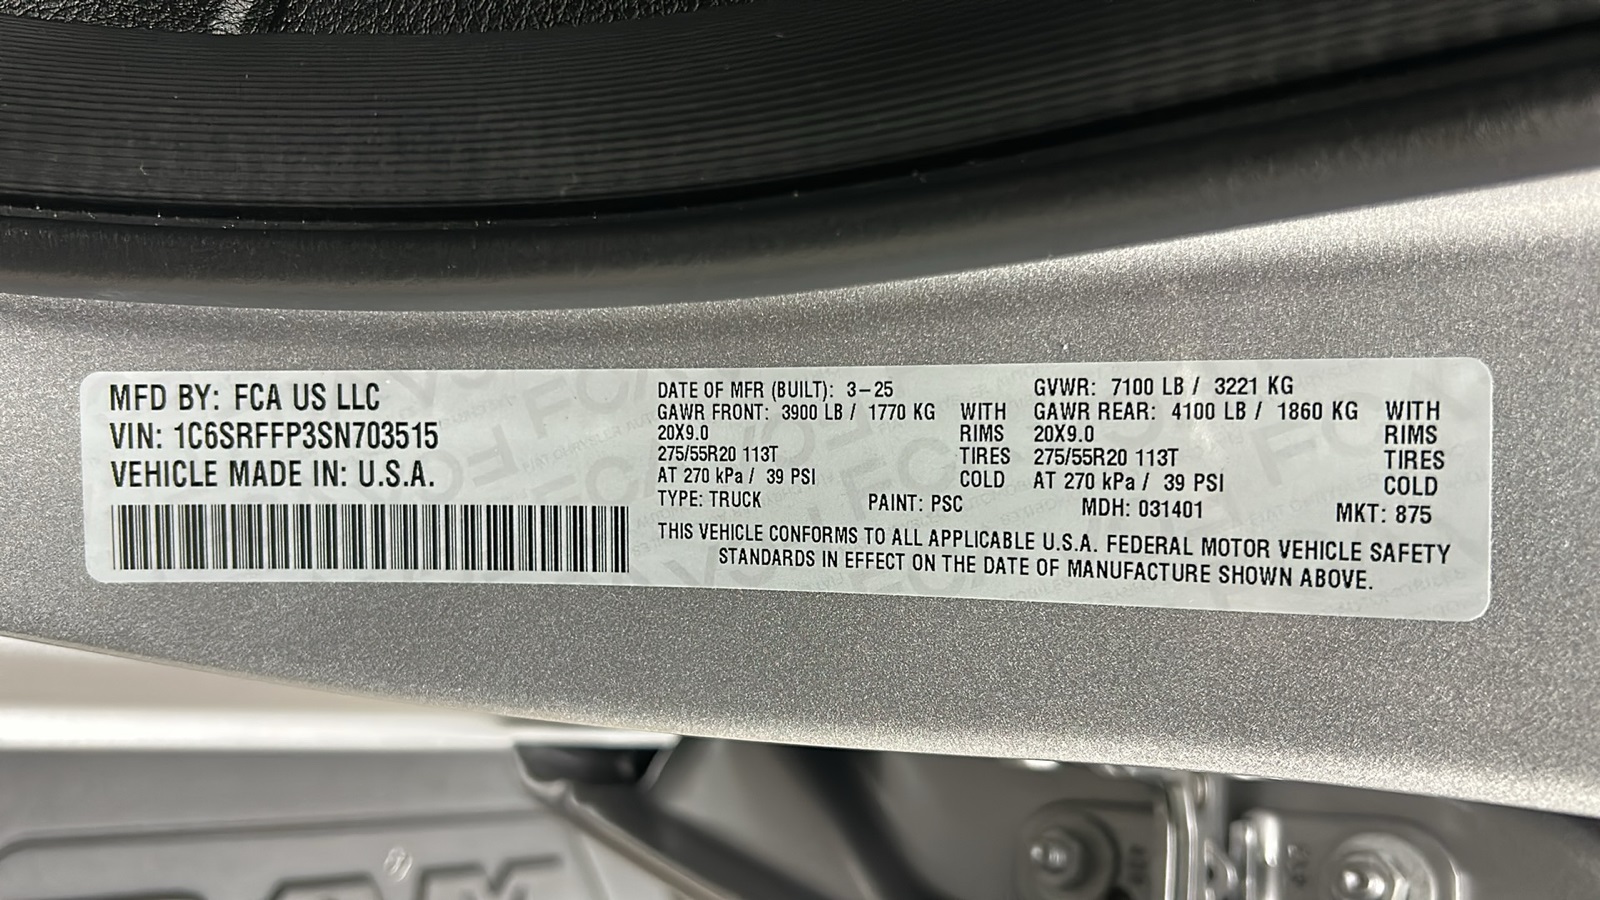 MFD BY: FCA US LLC
VIN: 1C6SRFFP3SN703515
VEHICLE MADE IN: U.S.A.
DATE OF MFR (BUILT): 3-25
GAWR FRONT: 3900 LB / 1770 KG WITH
20X9.0 RIMS
275/55R20 113T TIRES
AT 270 kPa / 39 PSI COLD
GVWR: 7100 LB / 3221 KG
GAWR REAR: 4100 LB / 1860 KG WITH
20X9.0 RIMS
275/55R20 113T TIRES
AT 270 kPa / 39 PSI COLD
TYPE: TRUCK PAINT: PSC MDH: 031401 MKT: 875
THIS VEHICLE CONFORMS TO ALL APPLICABLE U.S.A. FEDERAL MOTOR VEHICLE SAFETY
STANDARDS IN EFFECT ON THE DATE OF MANUFACTURE SHOWN ABOVE.